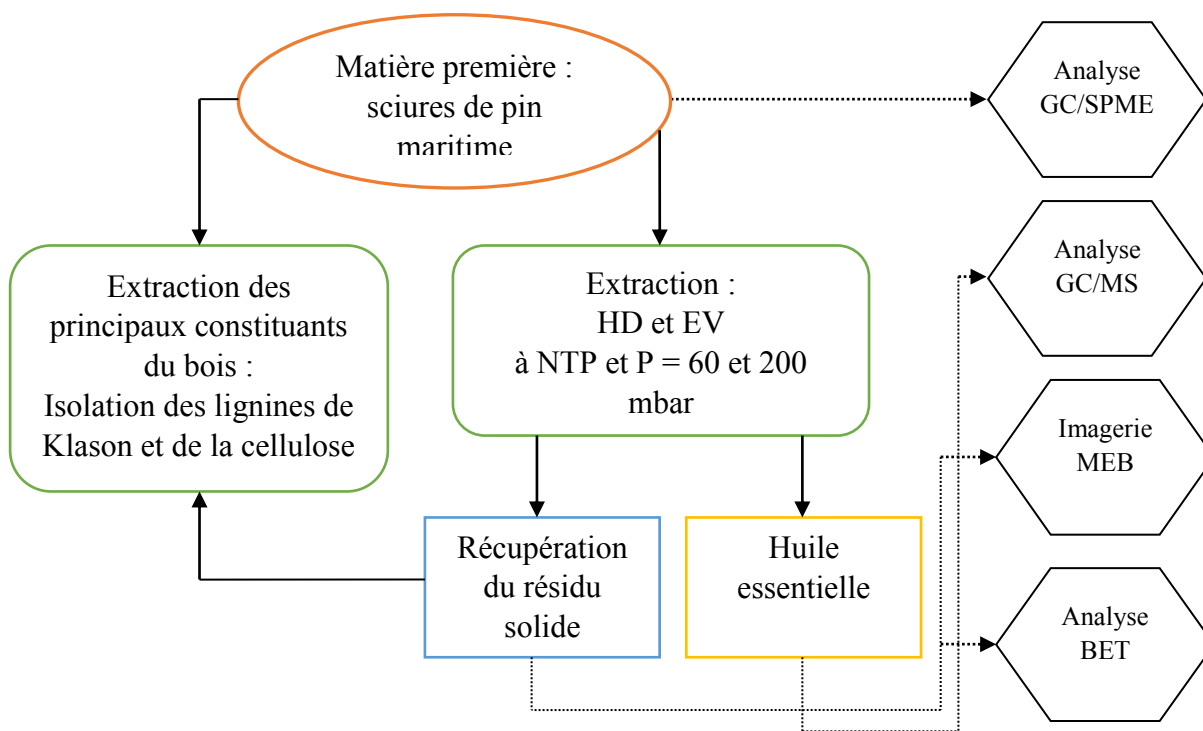 Matière première :
sciures de pin
maritime
Analyse
GC/SPME
Extraction des
principaux constituants
du bois :
Isolation des lignines de
Klason et de la cellulose
Extraction :
HD et EV
à NTP et P = 60 et 200
mbar
Analyse
GC/MS
Imagerie
MEB
Récupération
du résidu
solide
Huile
essentielle
Analyse
BET